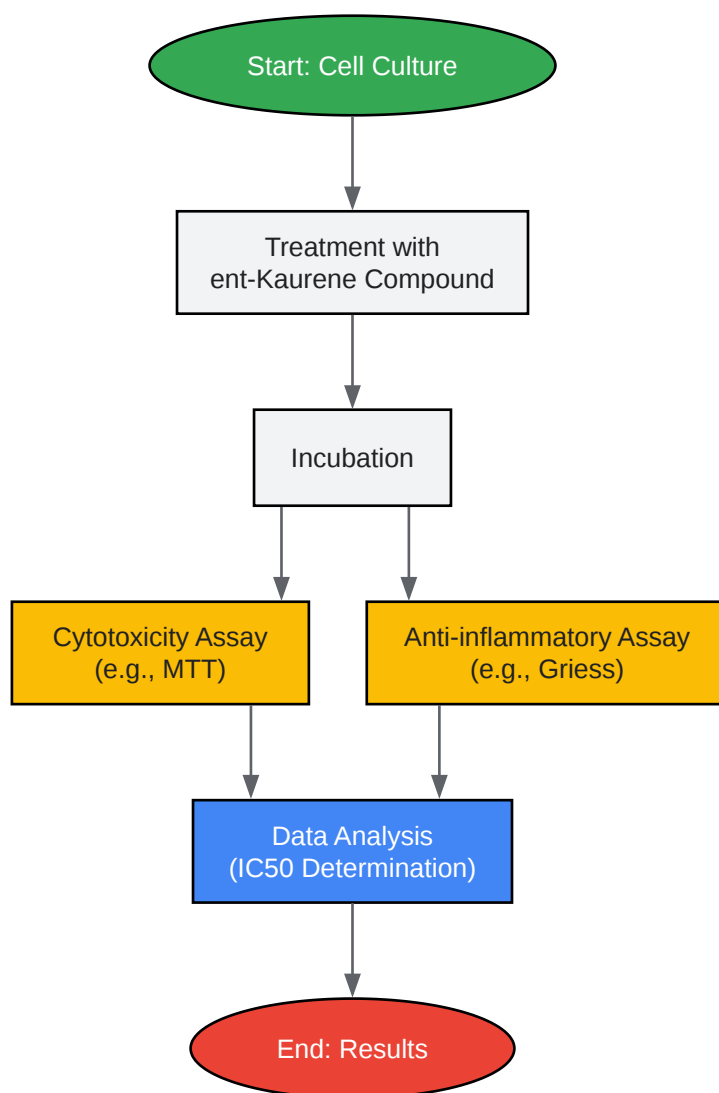 Start: Cell Culture
Treatment with
ent-Kaurene Compound
Incubation
Cytotoxicity Assay
(e.g., MTT)
Anti-inflammatory Assay
(e.g., Griess)
Data Analysis
(IC50 Determination)
End: Results